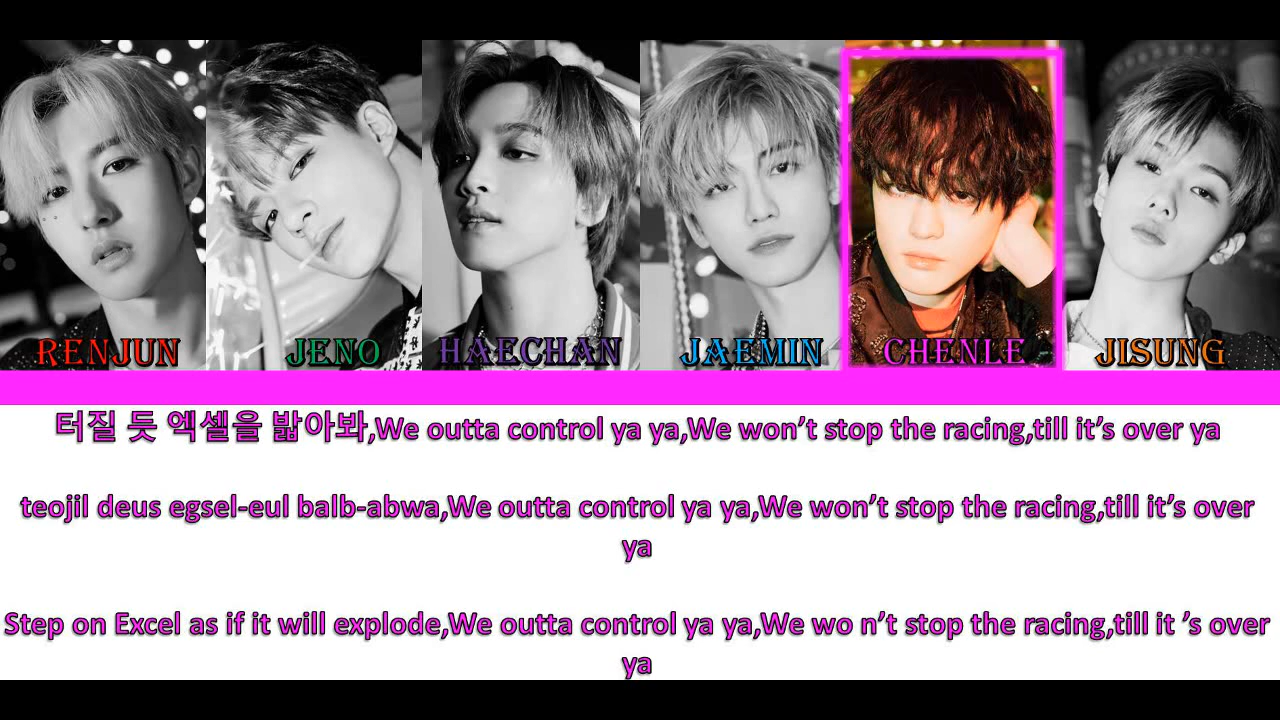 RENJUN JENO HAECHAN JAEMIN CHENLE JISUNG
터질 듯 엑셀을 밟아봐,We outta control ya ya,We won’t stop the racing,till it’s over ya
teojil deus egsel-eul balb-abwa,We outta control ya ya,We won’t stop the racing,till it’s over
ya
Step on Excel as if it will explode,We outta control ya ya,We wo n’t stop the racing,till it ’s over
ya